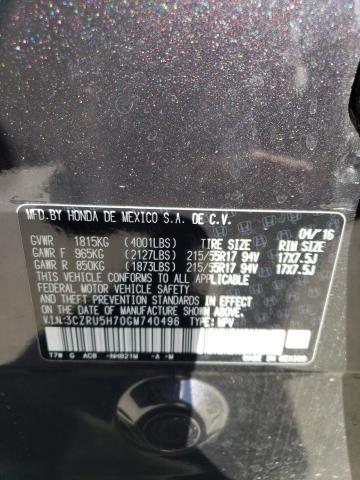 MFD.BY HONDA DE MEXICO S.A. DE C.V.
04/16
GVWR 1815KG (4001LBS) TIRE SIZE RIM SIZE
GAWR F 965KG (2127LBS) 215/55R17 94V 17X7.5J
GAWR R 850KG (1873LBS) 215/55R17 94V 17X7.5J
THIS VEHICLE CONFORMS TO ALL APPLICABLE
FEDERAL MOTOR VEHICLE SAFETY AND THEFT
PREVENTION STANDARDS IN EFFECT
ON THE DATE OF MANUFACTURE SHOWN ABOVE.
V.I.N:3CZRU5H70GM740496 TYPE: MPV
T7W G ACB -NH821M -A -M
MADE IN MEXICO